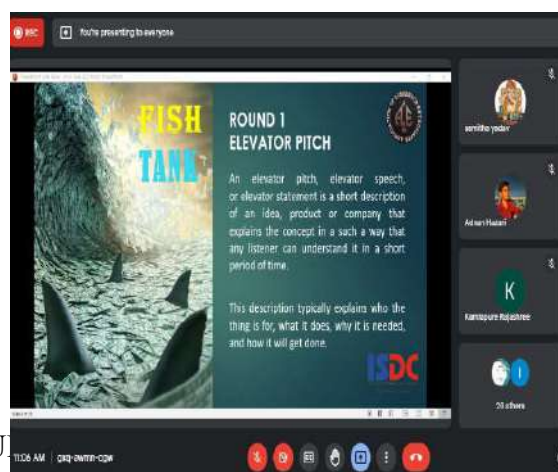 REC
You're presenting to everyone
FISH
TANK
ROUND 1
ELEVATOR PITCH
An elevator pitch, elevator speech,
or elevator statement is a short description
of an idea, product or company that
explains the concept in a such a way that
any listener can understand it in a short
period of time.
This description typically explains who the
thing is for, what it does, why it is needed,
and how it will get done.
ISDC
yadav
K
Kamtapure Rajashree
I
26 others
11:06 AM